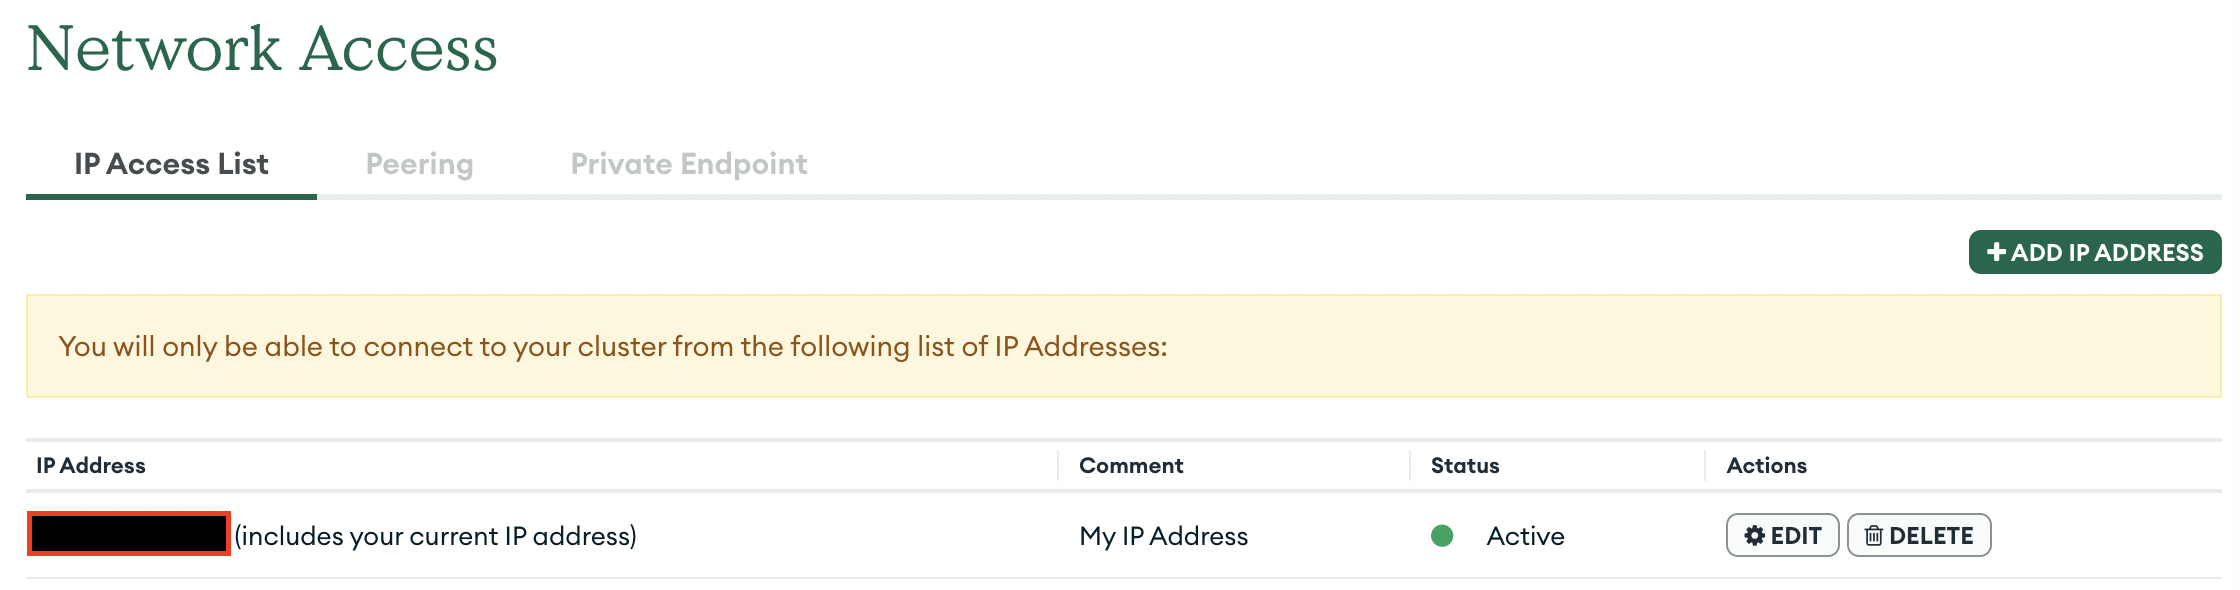 Network Access
IP Access List Peering Private Endpoint
+ ADD IP ADDRESS
You will only be able to connect to your cluster from the following list of IP Addresses:
IP Address Comment Status Actions
(includes your current IP address) My IP Address Active EDIT DELETE